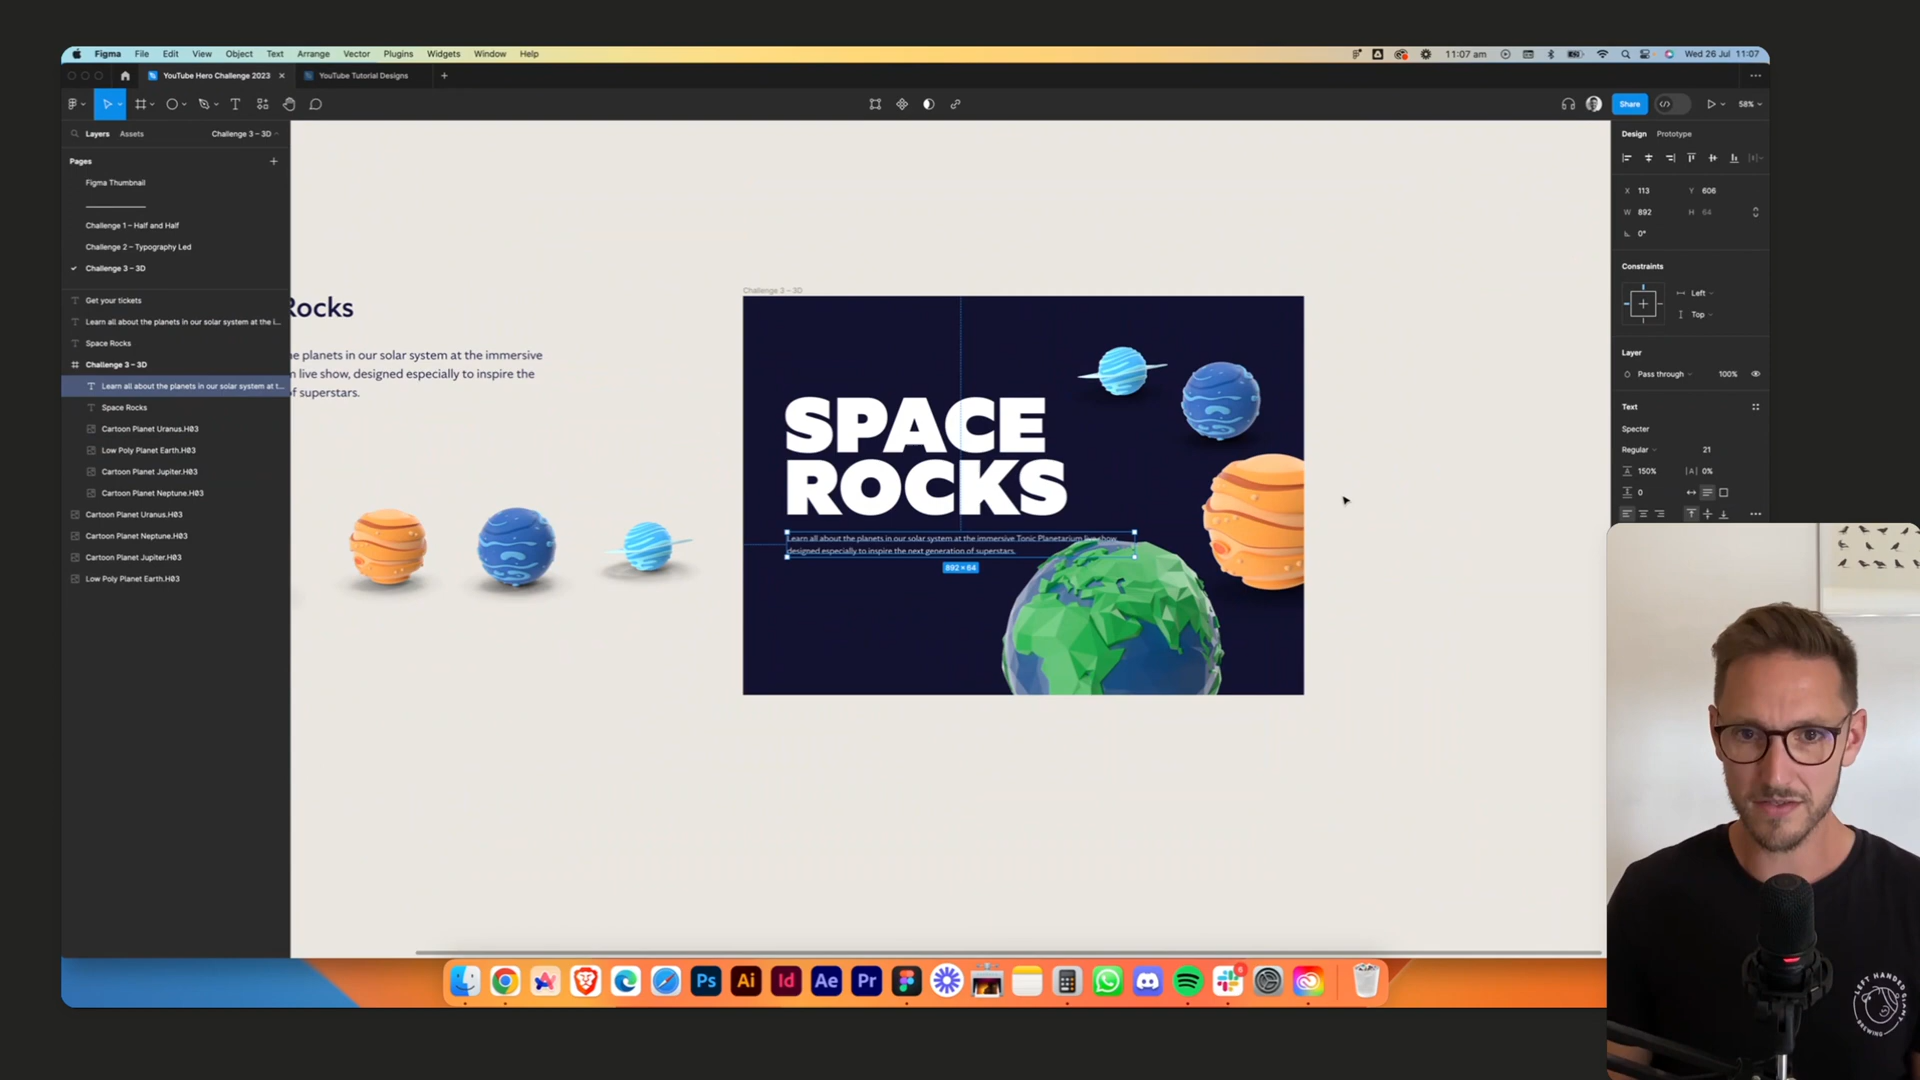 Figma File Edit View Object Text Arrange Vector Plugins Widgets Window Help
11:07 am Wed 26 Jul 11:07
YouTube Hero Challenge 2023 YouTube Tutorial Designs
Share 58%
Layers Assets Challenge 3 – 3D
Design Prototype
Pages
Figma Thumbnail
Challenge 1 – Half and Half
Challenge 2 – Typography Led
Challenge 3 – 3D
Get your tickets
Learn all about the planets in our solar system at the i...
Space Rocks
Challenge 3 – 3D
Learn all about the planets in our solar system at t...
Space Rocks
Cartoon Planet Uranus.H03
Low Poly Planet Earth.H03
Cartoon Planet Jupiter.H03
Cartoon Planet Neptune.H03
Cartoon Planet Uranus.H03
Cartoon Planet Neptune.H03
Cartoon Planet Jupiter.H03
Low Poly Planet Earth.H03
Rocks
e planets in our solar system at the immersive
live show, designed especially to inspire the
of superstars.
Challenge 3 – 3D
SPACE
ROCKS
Learn all about the planets in our solar system at the immersive Tonic Planetarium live show,
designed especially to inspire the next generation of superstars.
892 × 64
X 113 Y 606
W 892 H 64
0°
Constraints
Left
Top
Layer
Pass through 100%
Text
Specter
Regular 21
150% |A| 0%
0
Ps Ai Id Ae Pr
6
LEFT HANDED GIANT
BREWING